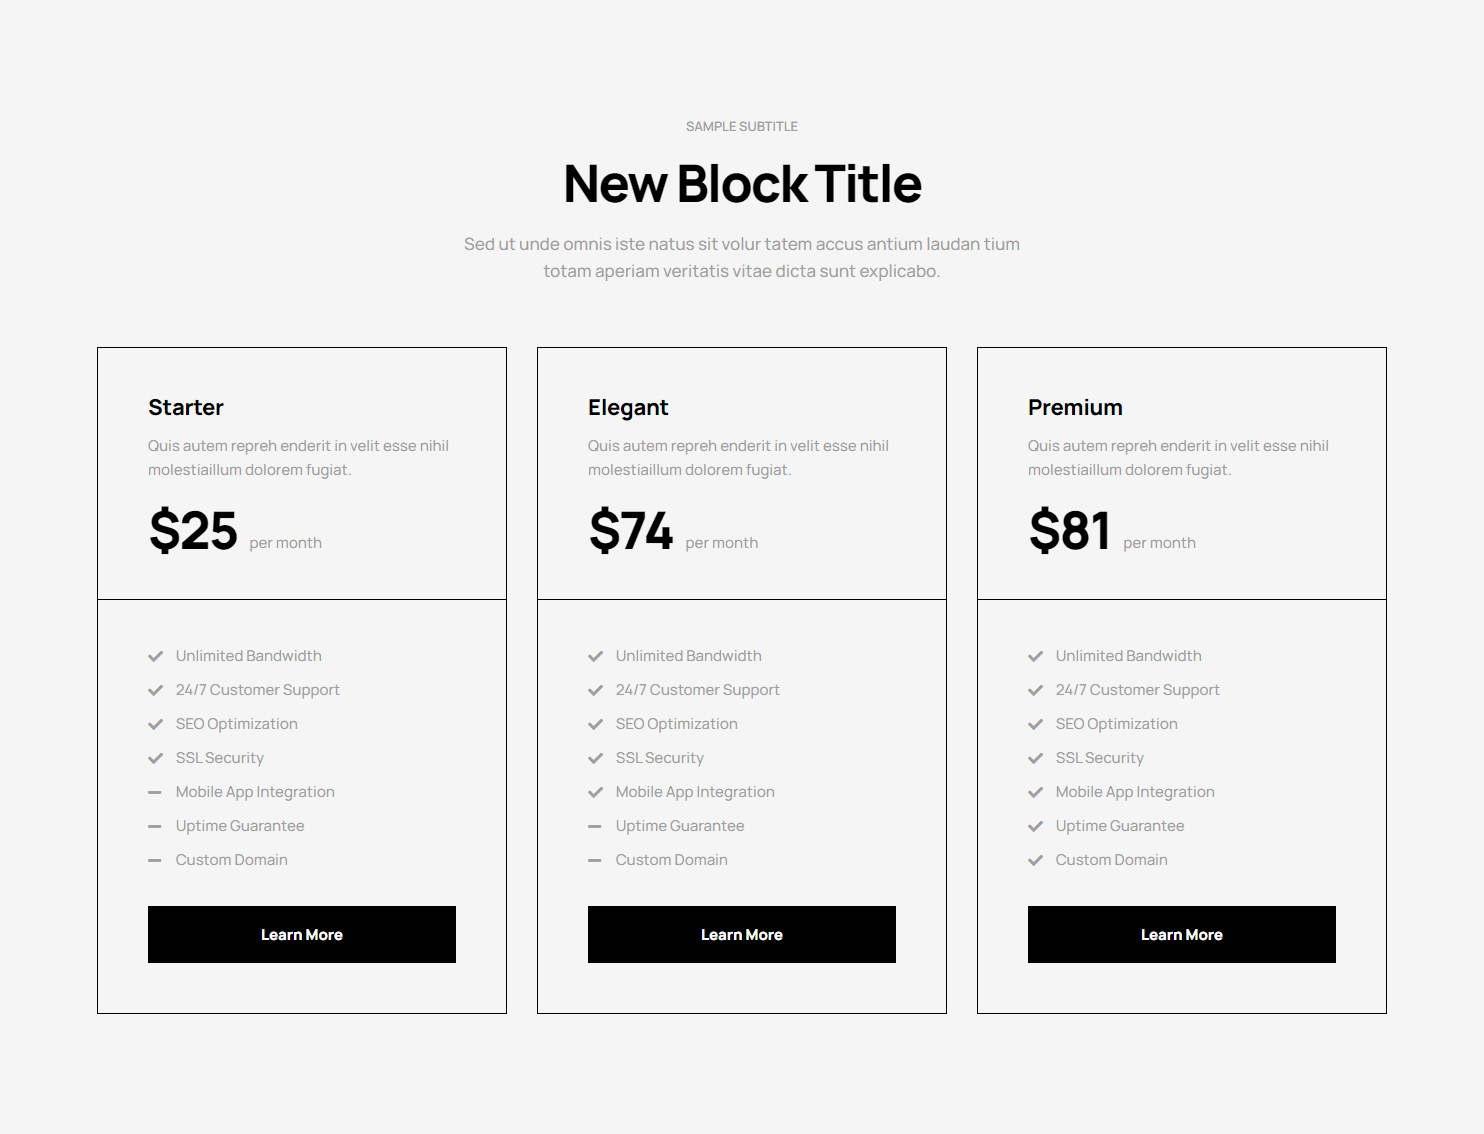 SAMPLE SUBTITLE
New Block Title
Sed ut unde omnis iste natus sit volur tatem accus antium laudan tium
totam aperiam veritatis vitae dicta sunt explicabo.
Starter
Quis autem repreh enderit in velit esse nihil
molestiaillum dolorem fugiat.
$25 per month
Unlimited Bandwidth
24/7 Customer Support
SEO Optimization
SSL Security
Mobile App Integration
Uptime Guarantee
Custom Domain
Learn More
Elegant
Quis autem repreh enderit in velit esse nihil
molestiaillum dolorem fugiat.
$74 per month
Unlimited Bandwidth
24/7 Customer Support
SEO Optimization
SSL Security
Mobile App Integration
Uptime Guarantee
Custom Domain
Learn More
Premium
Quis autem repreh enderit in velit esse nihil
molestiaillum dolorem fugiat.
$81 per month
Unlimited Bandwidth
24/7 Customer Support
SEO Optimization
SSL Security
Mobile App Integration
Uptime Guarantee
Custom Domain
Learn More